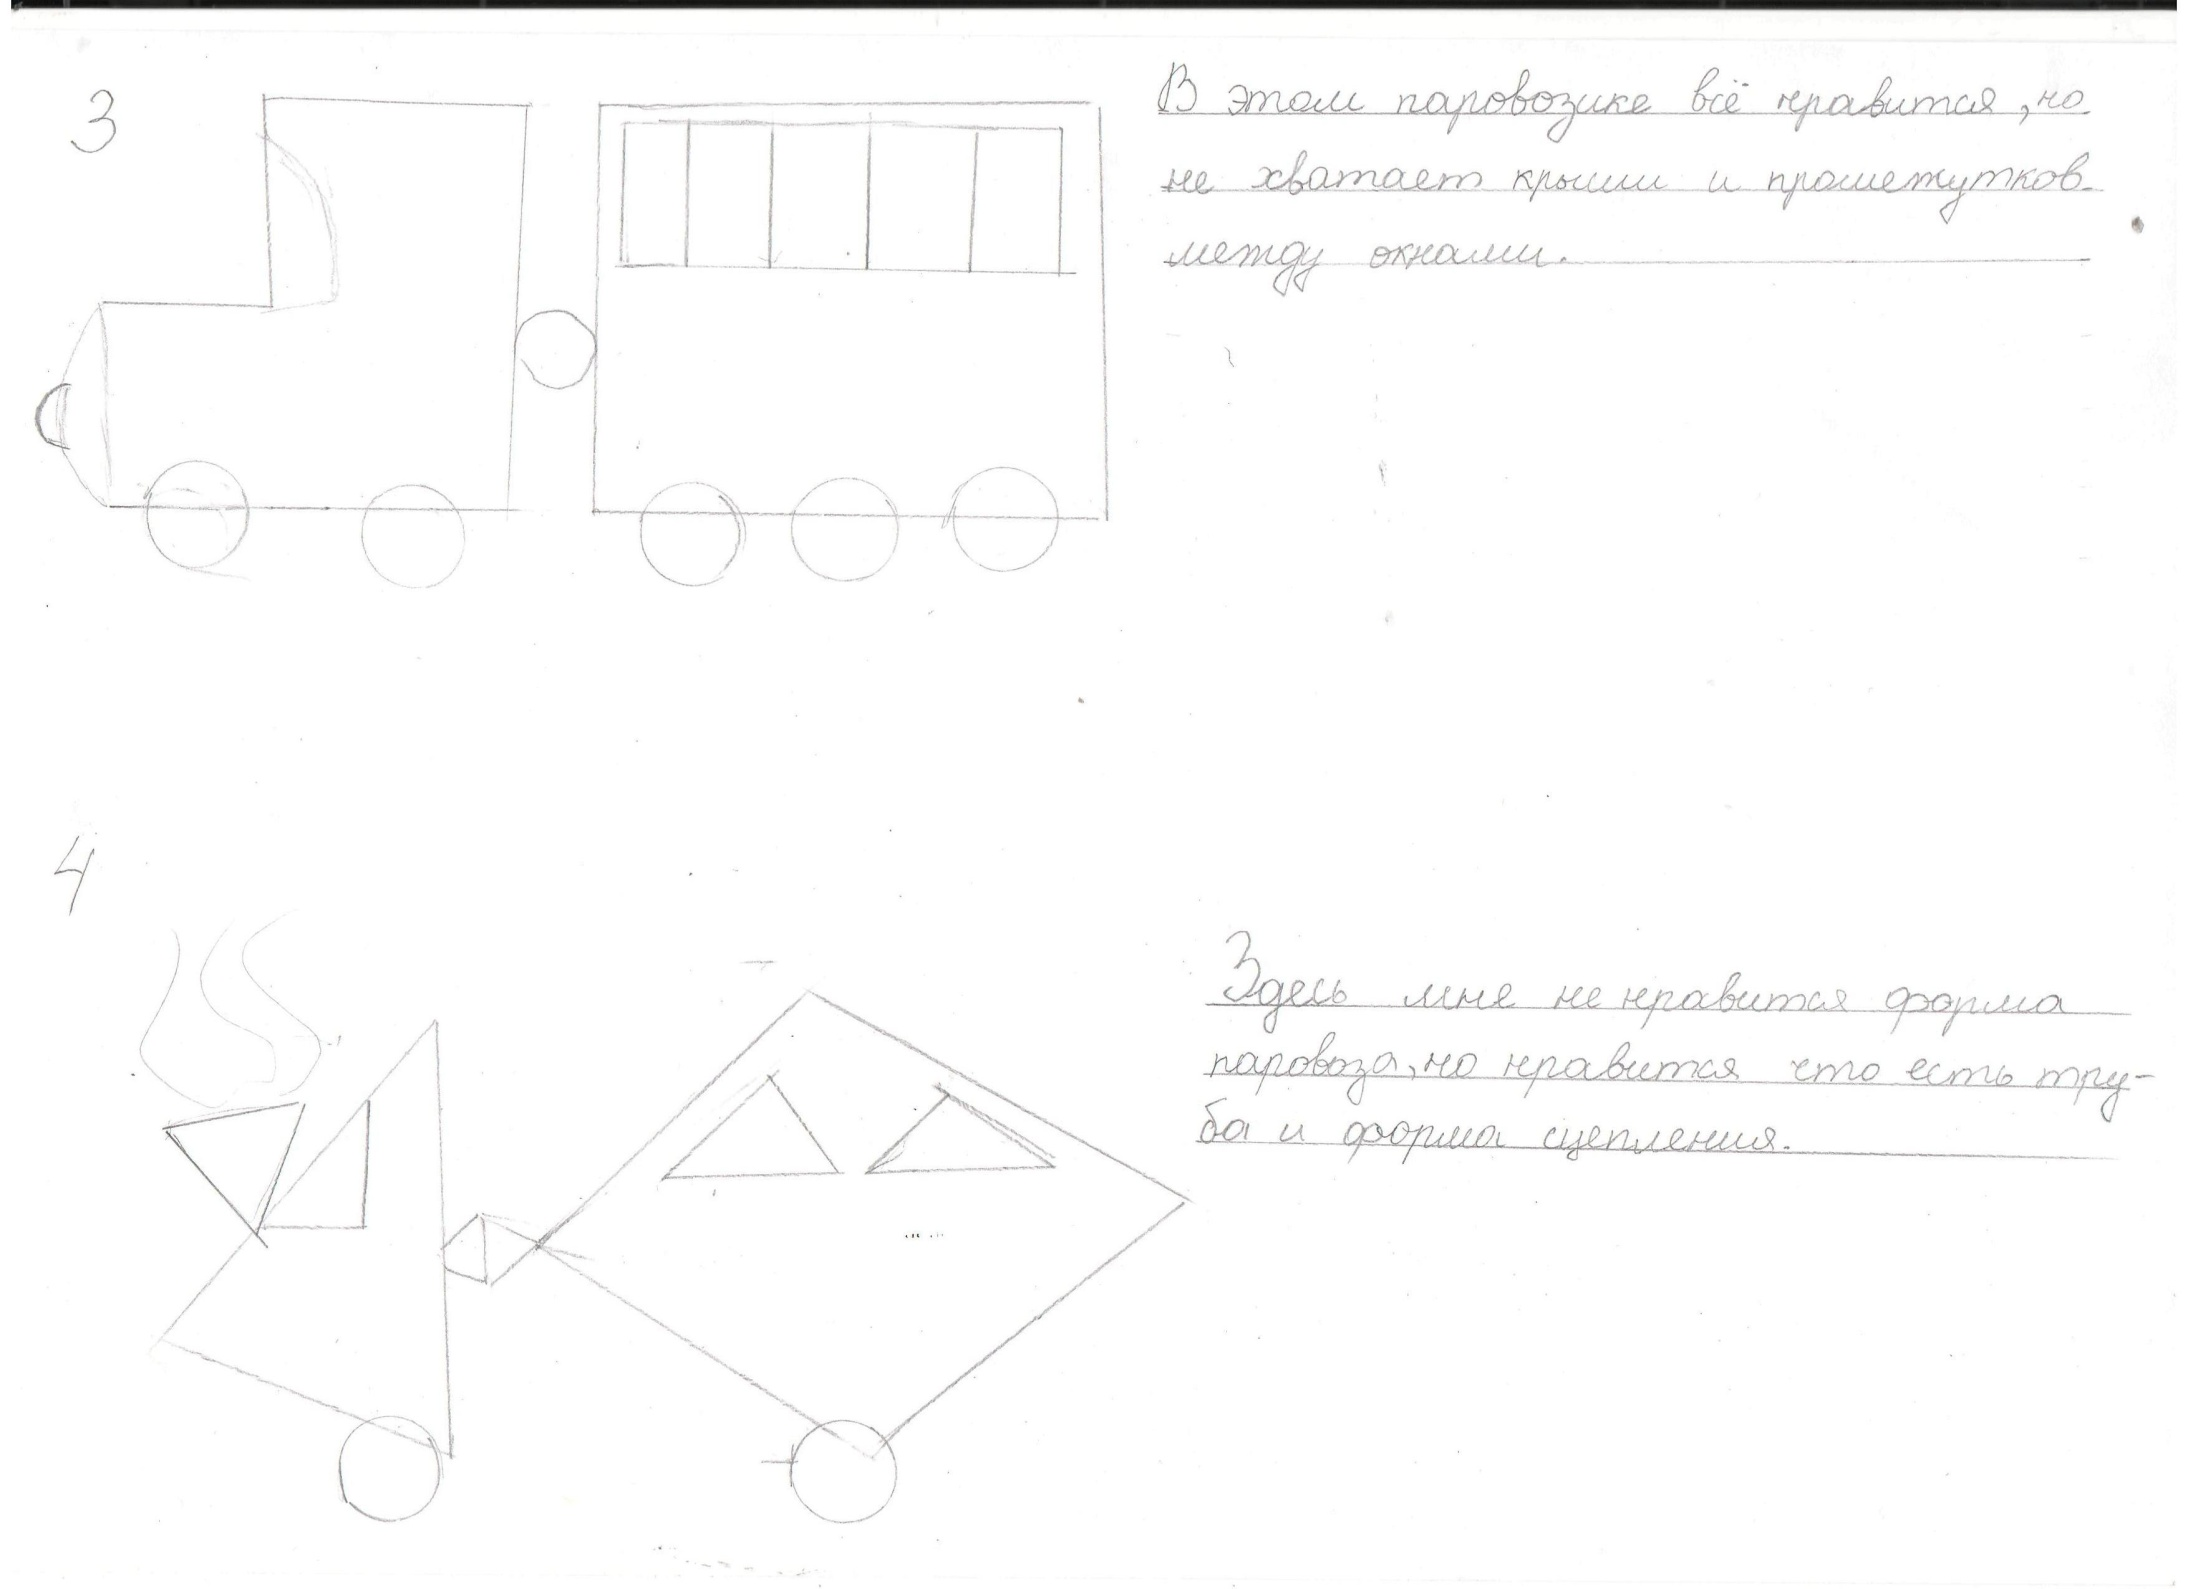 3
В этом паровозике всё нравится, но
не хватает крыши и промежутков
между окнами.
4
Здесь мне не нравится форма
паровоза, но нравится что есть тру-
ба и форма сцепления.